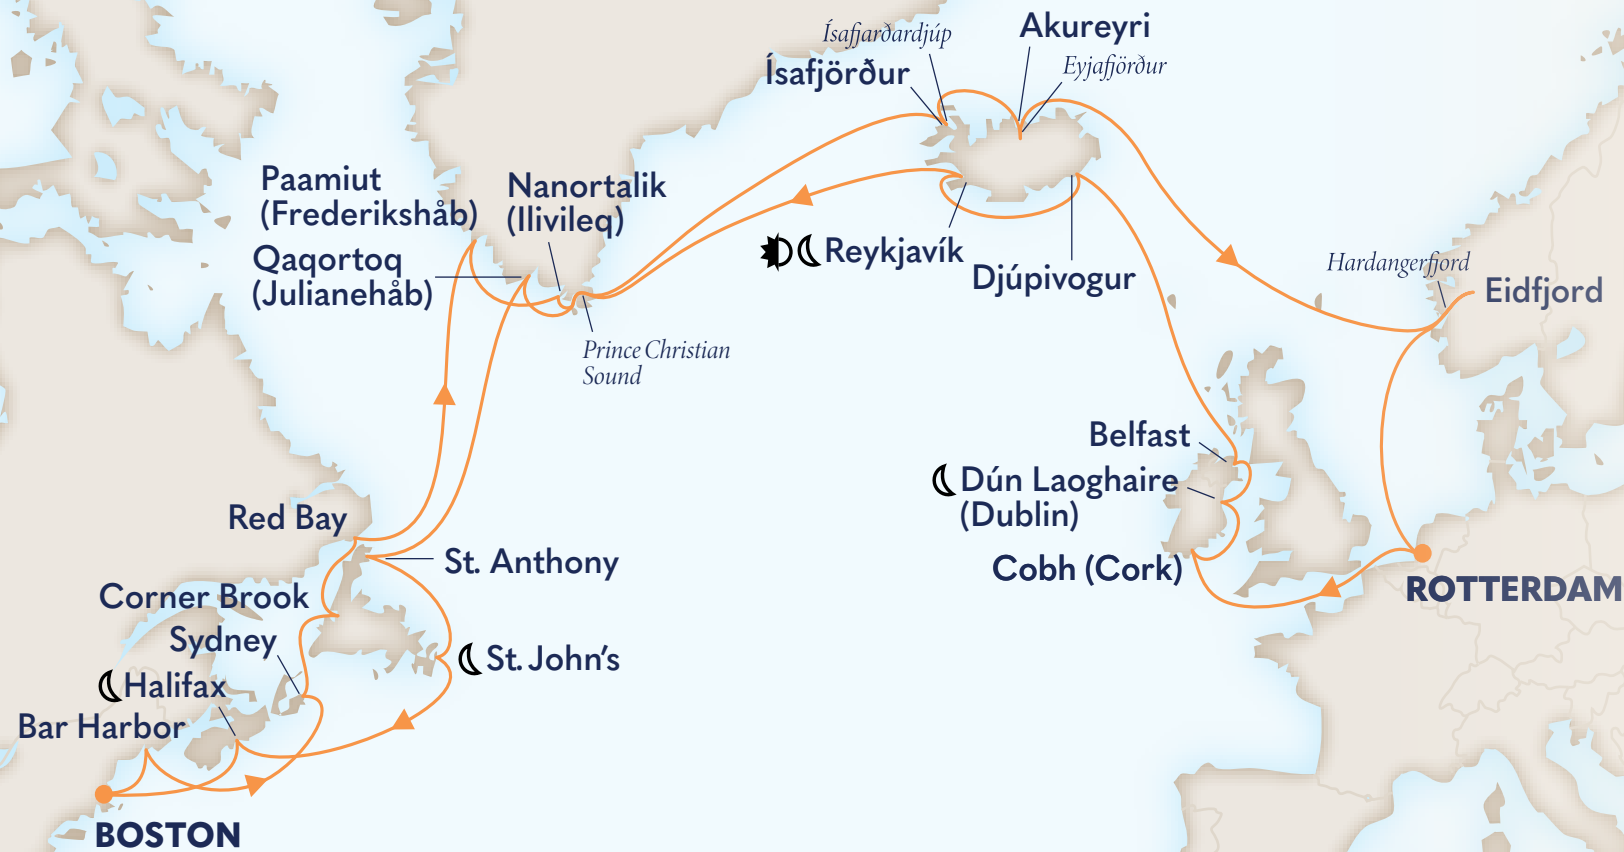 Akureyri
Ísafjarðardjúp
Eyjafjörður
Ísafjörður
Paamiut
(Frederikshåb)
Nanortalik
(Ilivileq)
Qaqortoq
(Julianehåb)
Reykjavík
Djúpivogur
Hardangerfjord
Eidfjord
Prince Christian
Sound
Belfast
Dún Laoghaire
(Dublin)
Cobh (Cork)
ROTTERDAM
Red Bay
St. Anthony
Corner Brook
Sydney
St. John’s
Halifax
Bar Harbor
BOSTON